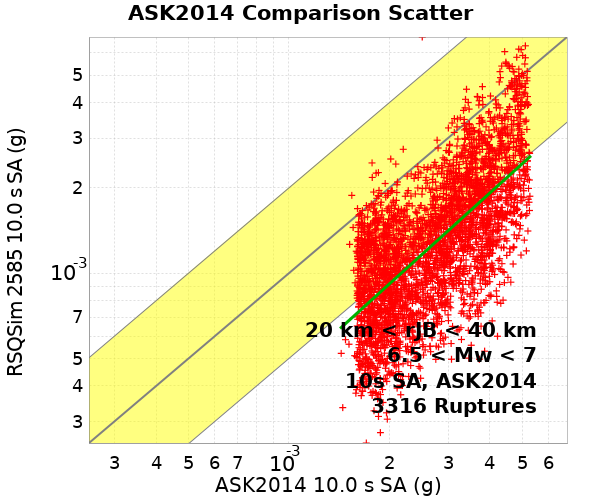 ASK2014 Comparison Scatter
RSQSim 2585 10.0 s SA (g)
5
4
3
2
10-3
7
5
4
3
20 km < rJB < 40 km
6.5 < Mw < 7
10s SA, ASK2014
3316 Ruptures
3 4 5 6 7 10-3 2 3 4 5 6
ASK2014 10.0 s SA (g)